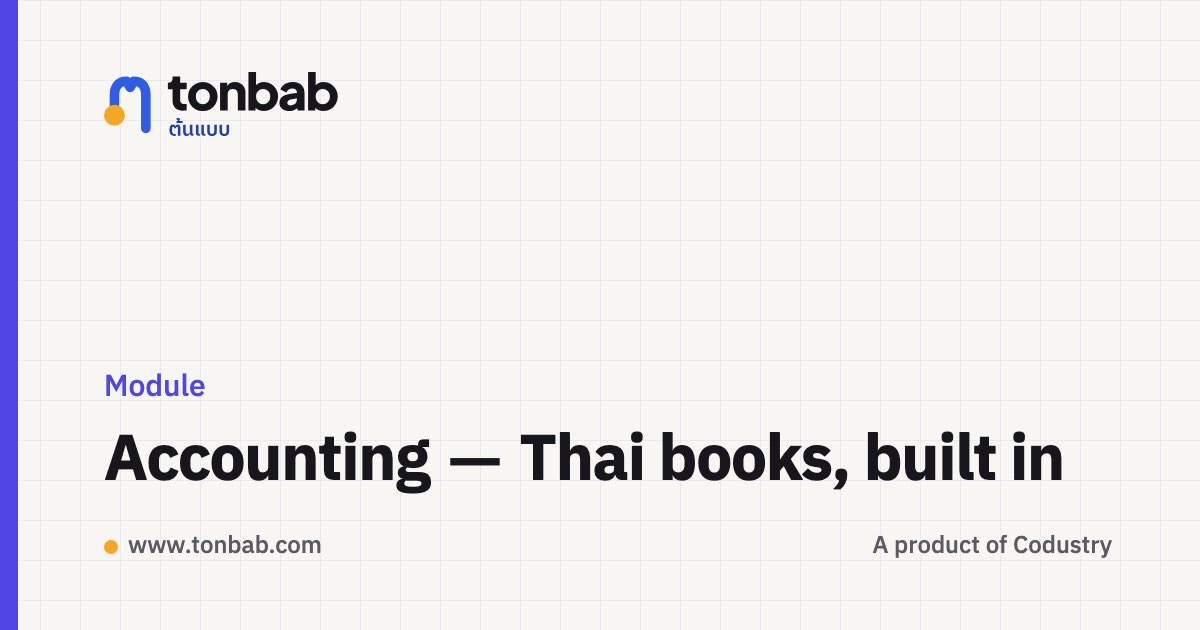 tonbab
ต้นแบบ
Module
Accounting — Thai books, built in
www.tonbab.com
A product of Codustry